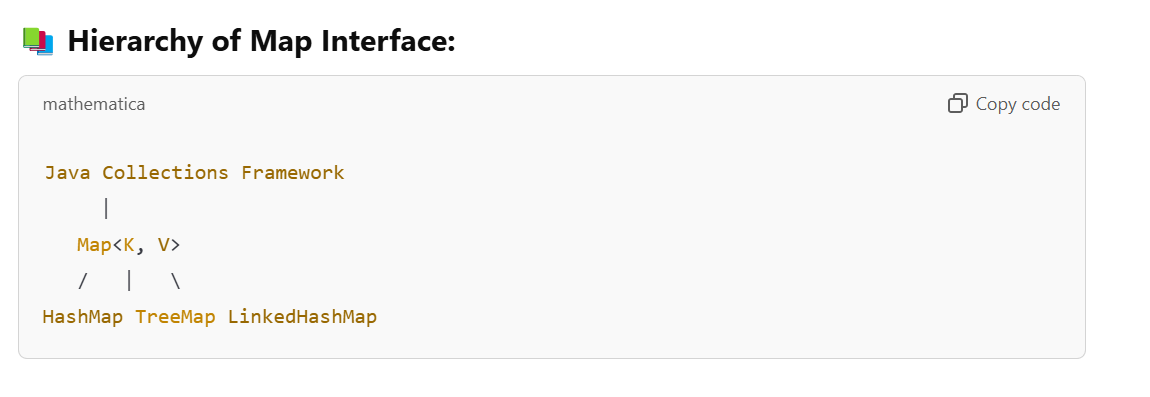 📚 Hierarchy of Map Interface:
mathematica
Copy code
Java Collections Framework
|
Map<K, V>
/ | \
HashMap TreeMap LinkedHashMap